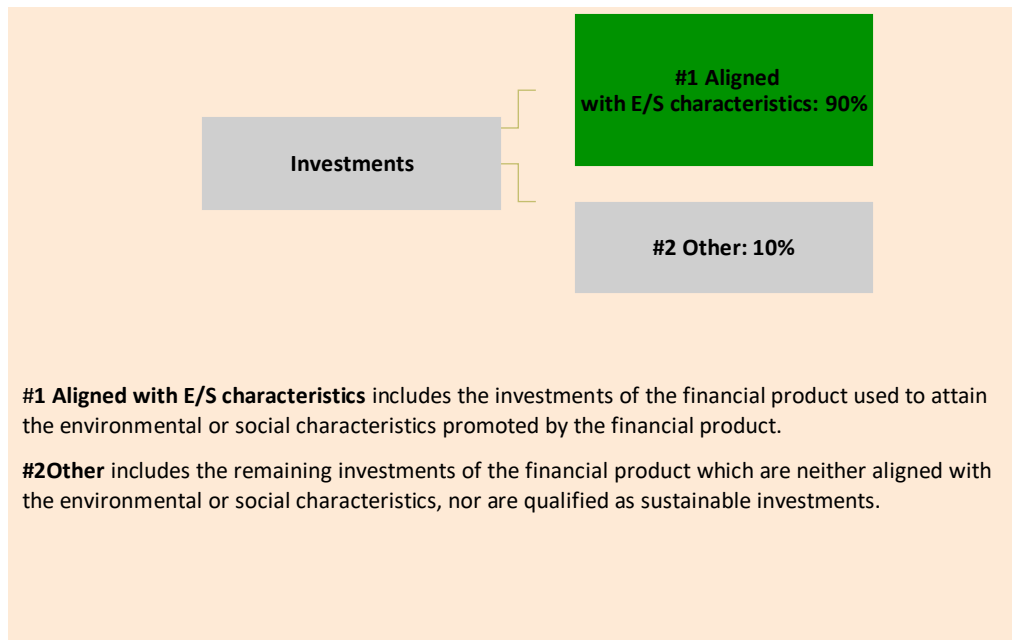 #1 Aligned
with E/S characteristics: 90%
Investments
#2 Other: 10%
#1 Aligned with E/S characteristics includes the investments of the financial product used to attain
the environmental or social characteristics promoted by the financial product.
#2Other includes the remaining investments of the financial product which are neither aligned with
the environmental or social characteristics, nor are qualified as sustainable investments.